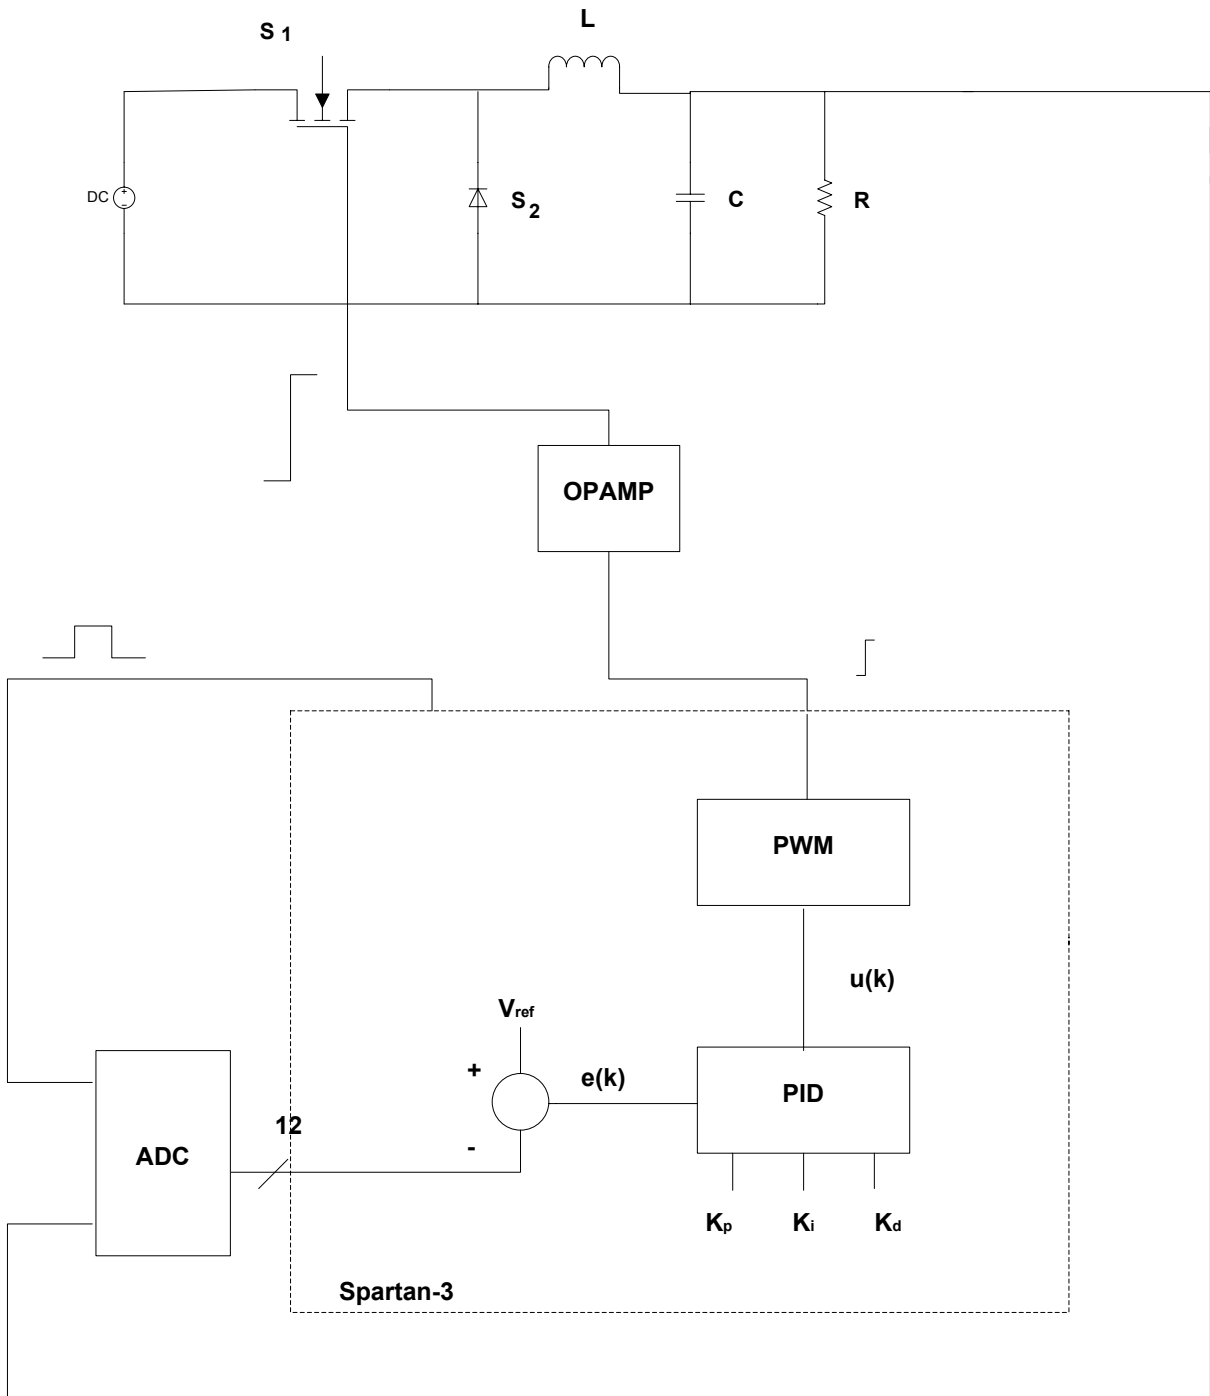 L
S 1
DC
S 2
C
R
OPAMP
PWM
u(k)
Vref
+
e(k)
PID
12
ADC
-
Kp
Ki
Kd
Spartan-3